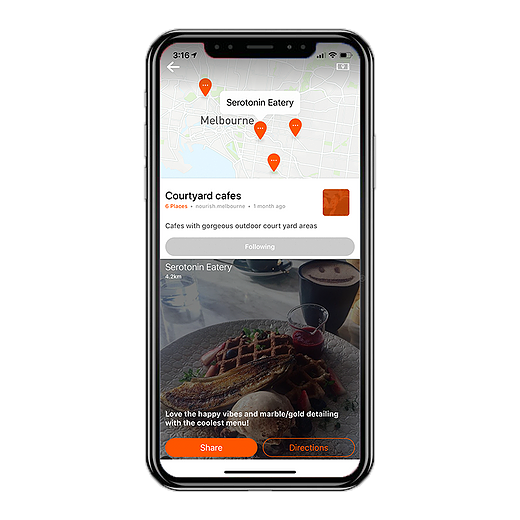 3:16
Serotonin Eatery
Melbourne
Courtyard cafes
6 Places • nourish.melbourne • 1 month ago
Cafes with gorgeous outdoor court yard areas
Following
Serotonin Eatery
4.2km
Love the happy vibes and marble/gold detailing
with the coolest menu!
Share
Directions